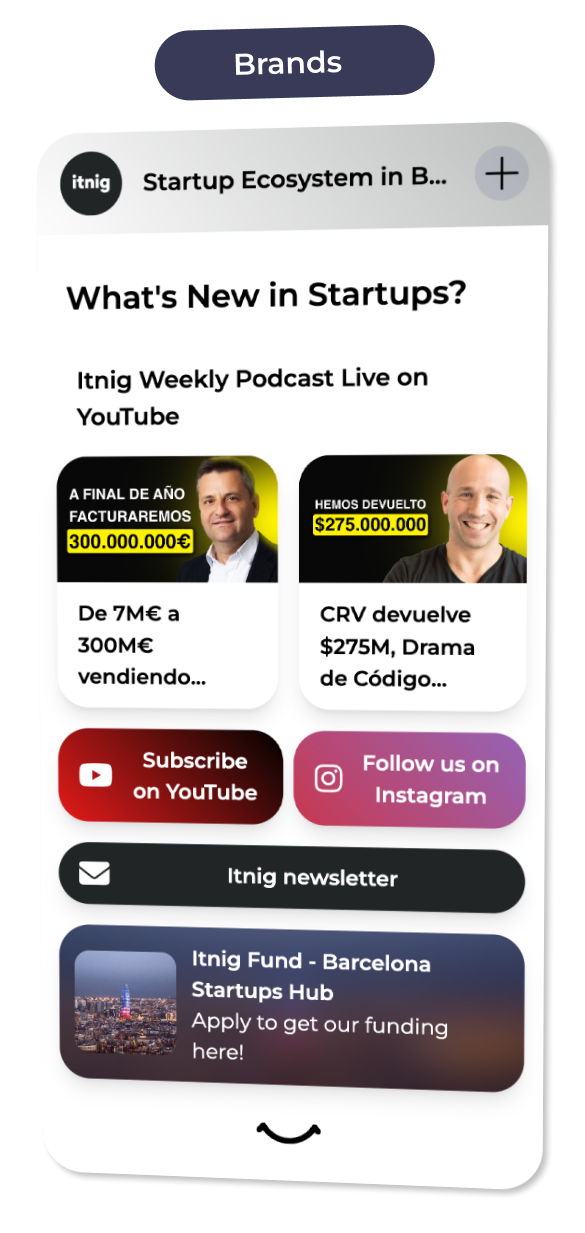 Brands
itnig
Startup Ecosystem in B...
What's New in Startups?
Itnig Weekly Podcast Live on
YouTube
A FINAL DE AÑO
FACTURAREMOS
300.000.000€
HEMOS DEVUELTO
$275.000.000
De 7M€ a
300M€
vendiendo...
CRV devuelve
$275M, Drama
de Código...
Subscribe
on YouTube
Follow us on
Instagram
Itnig newsletter
Itnig Fund - Barcelona
Startups Hub
Apply to get our funding
here!